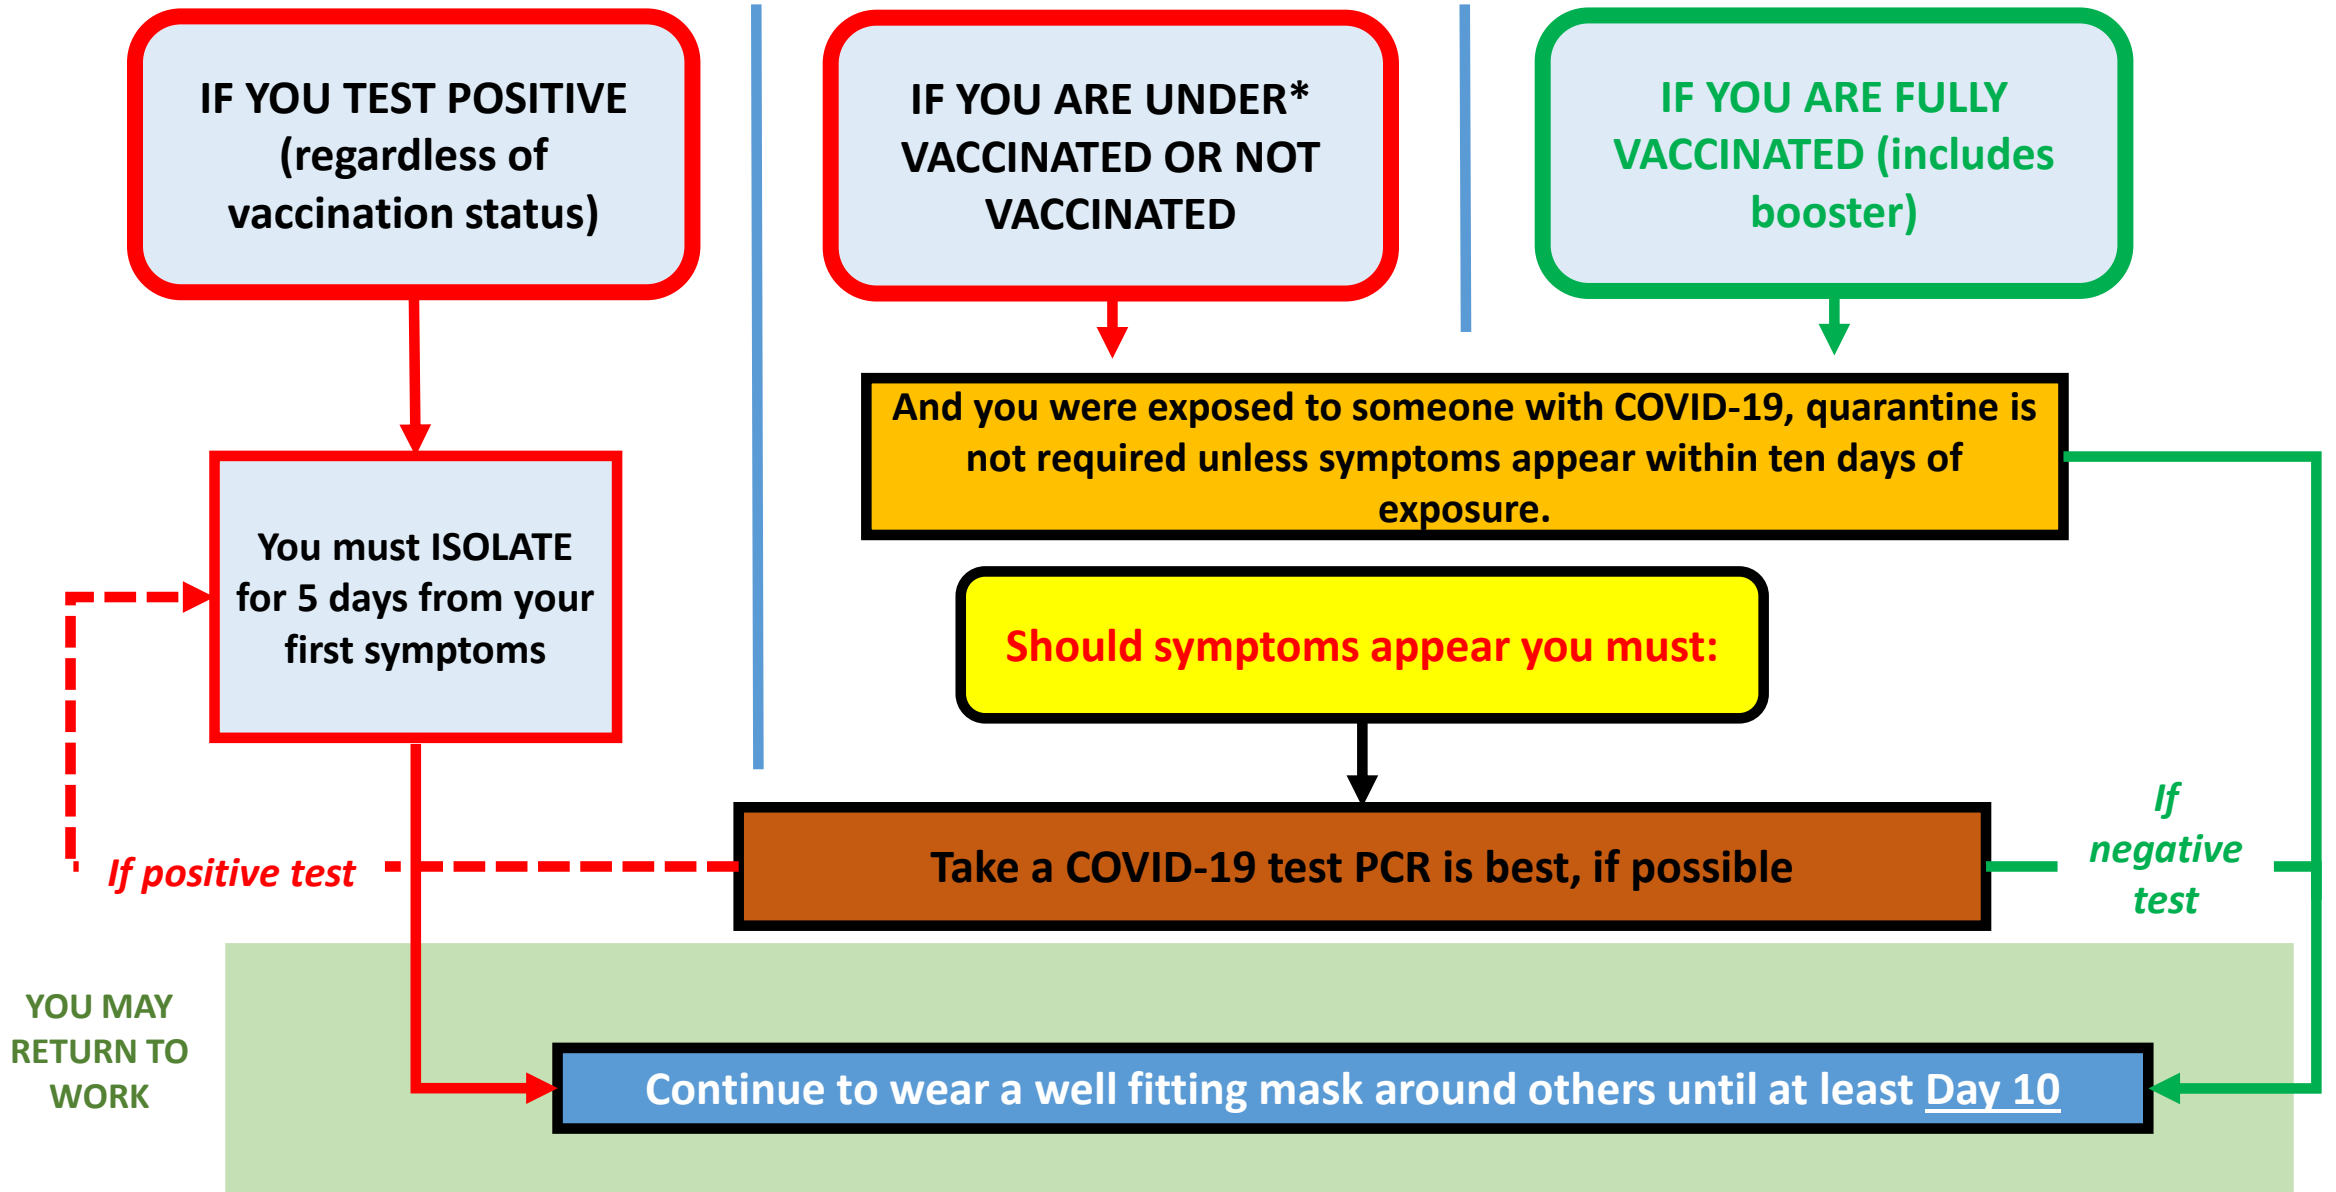 IF YOU TEST POSITIVE
(regardless of
vaccination status)
IF YOU ARE UNDER*
VACCINATED OR NOT
VACCINATED
IF YOU ARE FULLY
VACCINATED (includes
booster)
And you were exposed to someone with COVID-19, quarantine is
not required unless symptoms appear within ten days of
exposure.
You must ISOLATE
for 5 days from your
first symptoms
Should symptoms appear you must:
If positive test
Take a COVID-19 test PCR is best, if possible
If
negative
test
YOU MAY
RETURN TO
WORK
Continue to wear a well fitting mask around others until at least Day 10